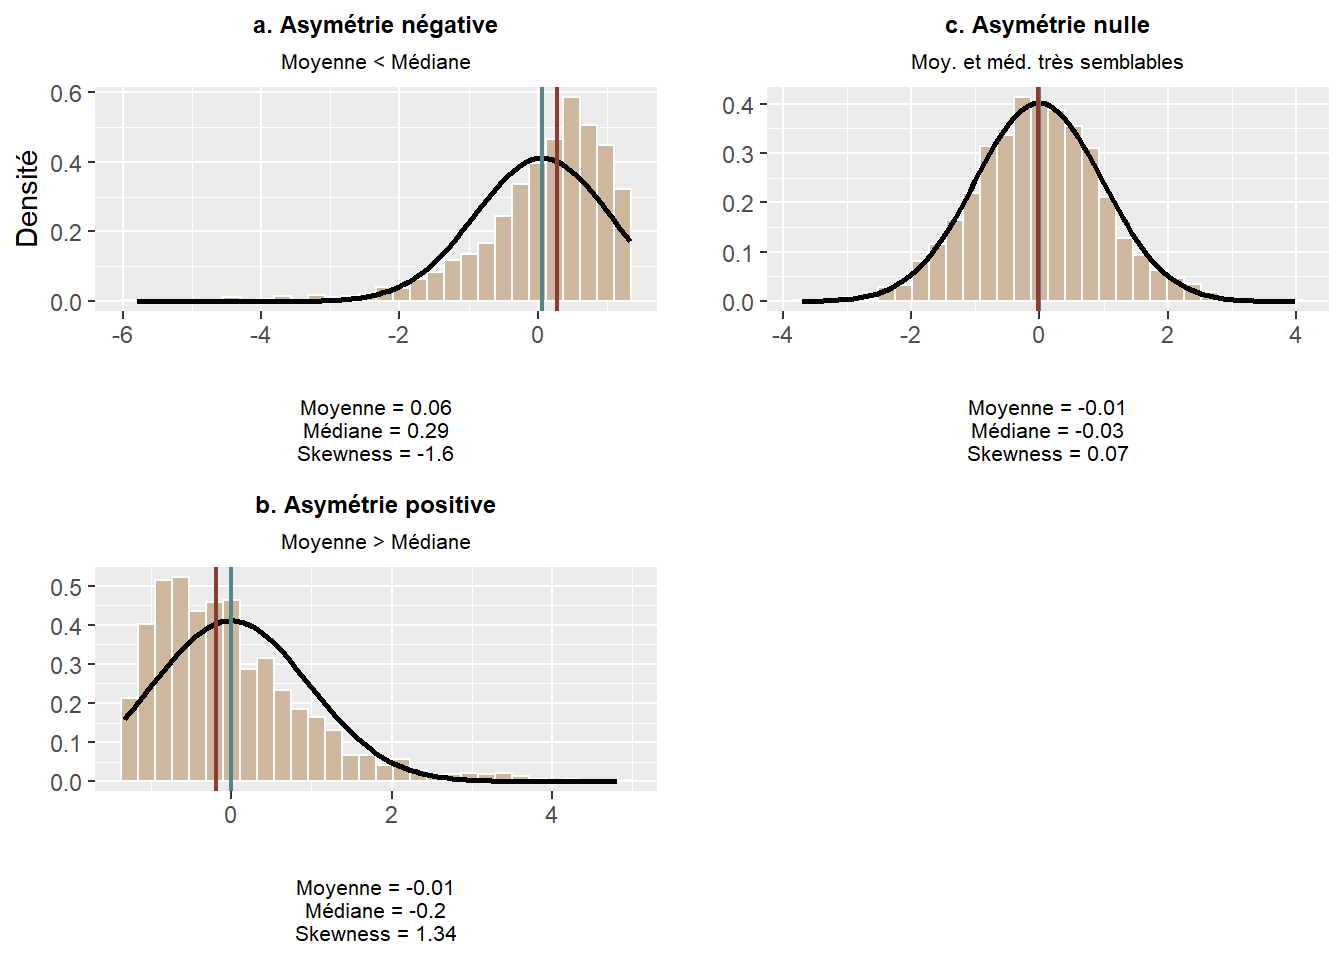 a. Asymétrie négative
Moyenne < Médiane
Densité
0.6
0.4
0.2
0.0
-6 -4 -2 0
Moyenne = 0.06
Médiane = 0.29
Skewness = -1.6
c. Asymétrie nulle
Moy. et méd. très semblables
0.4
0.3
0.2
0.1
0.0
-4 -2 0 2 4
Moyenne = -0.01
Médiane = -0.03
Skewness = 0.07
b. Asymétrie positive
Moyenne > Médiane
0.5
0.4
0.3
0.2
0.1
0.0
0 2 4
Moyenne = -0.01
Médiane = -0.2
Skewness = 1.34